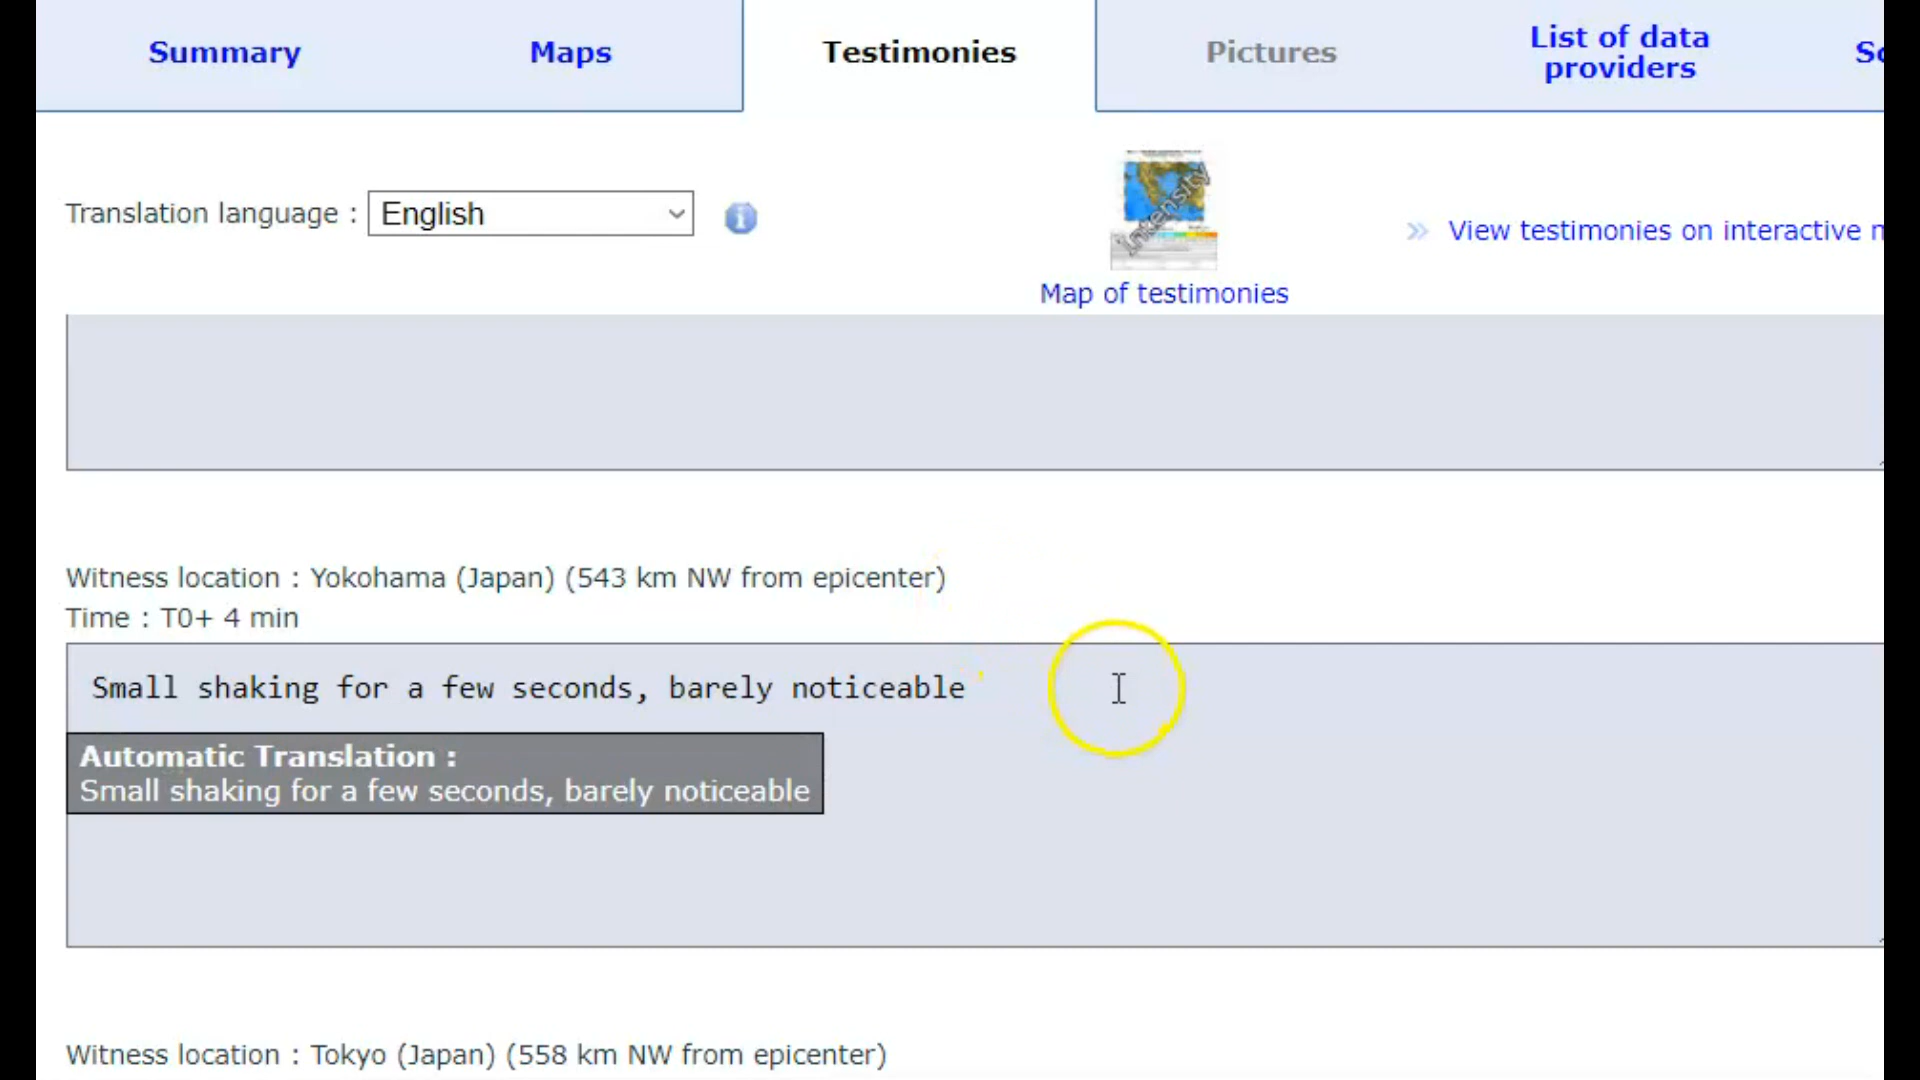 Summary
Maps
Testimonies
Pictures
List of data
providers
Translation language :
English
Intensity
View testimonies on interactive
Map of testimonies
Witness location : Yokohama (Japan) (543 km NW from epicenter)
Time : T0+ 4 min
Small shaking for a few seconds, barely noticeable
Automatic Translation :
Small shaking for a few seconds, barely noticeable
Witness location : Tokyo (Japan) (558 km NW from epicenter)